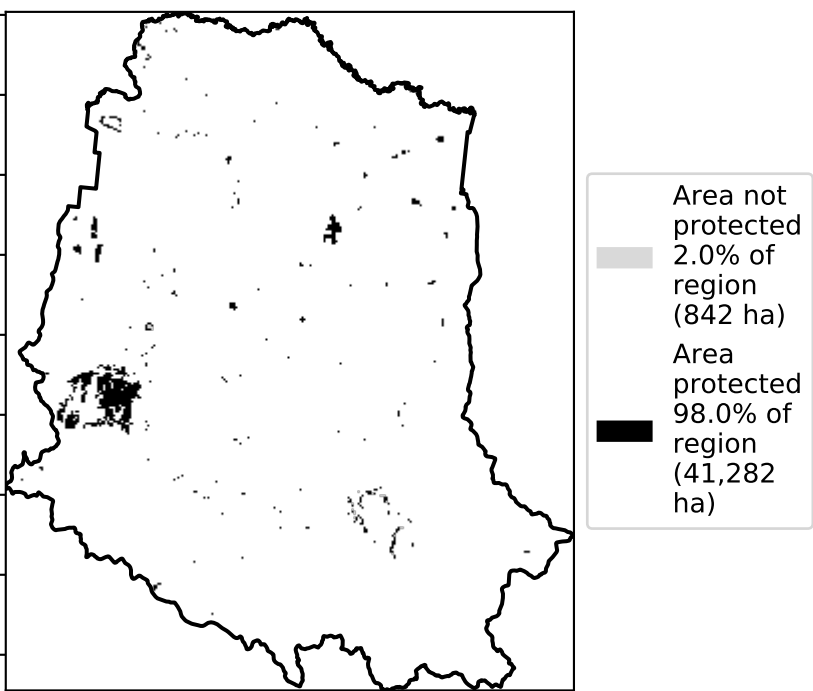 Area not
protected
2.0% of
region
(842 ha)
Area
protected
98.0% of
region
(41,282
ha)